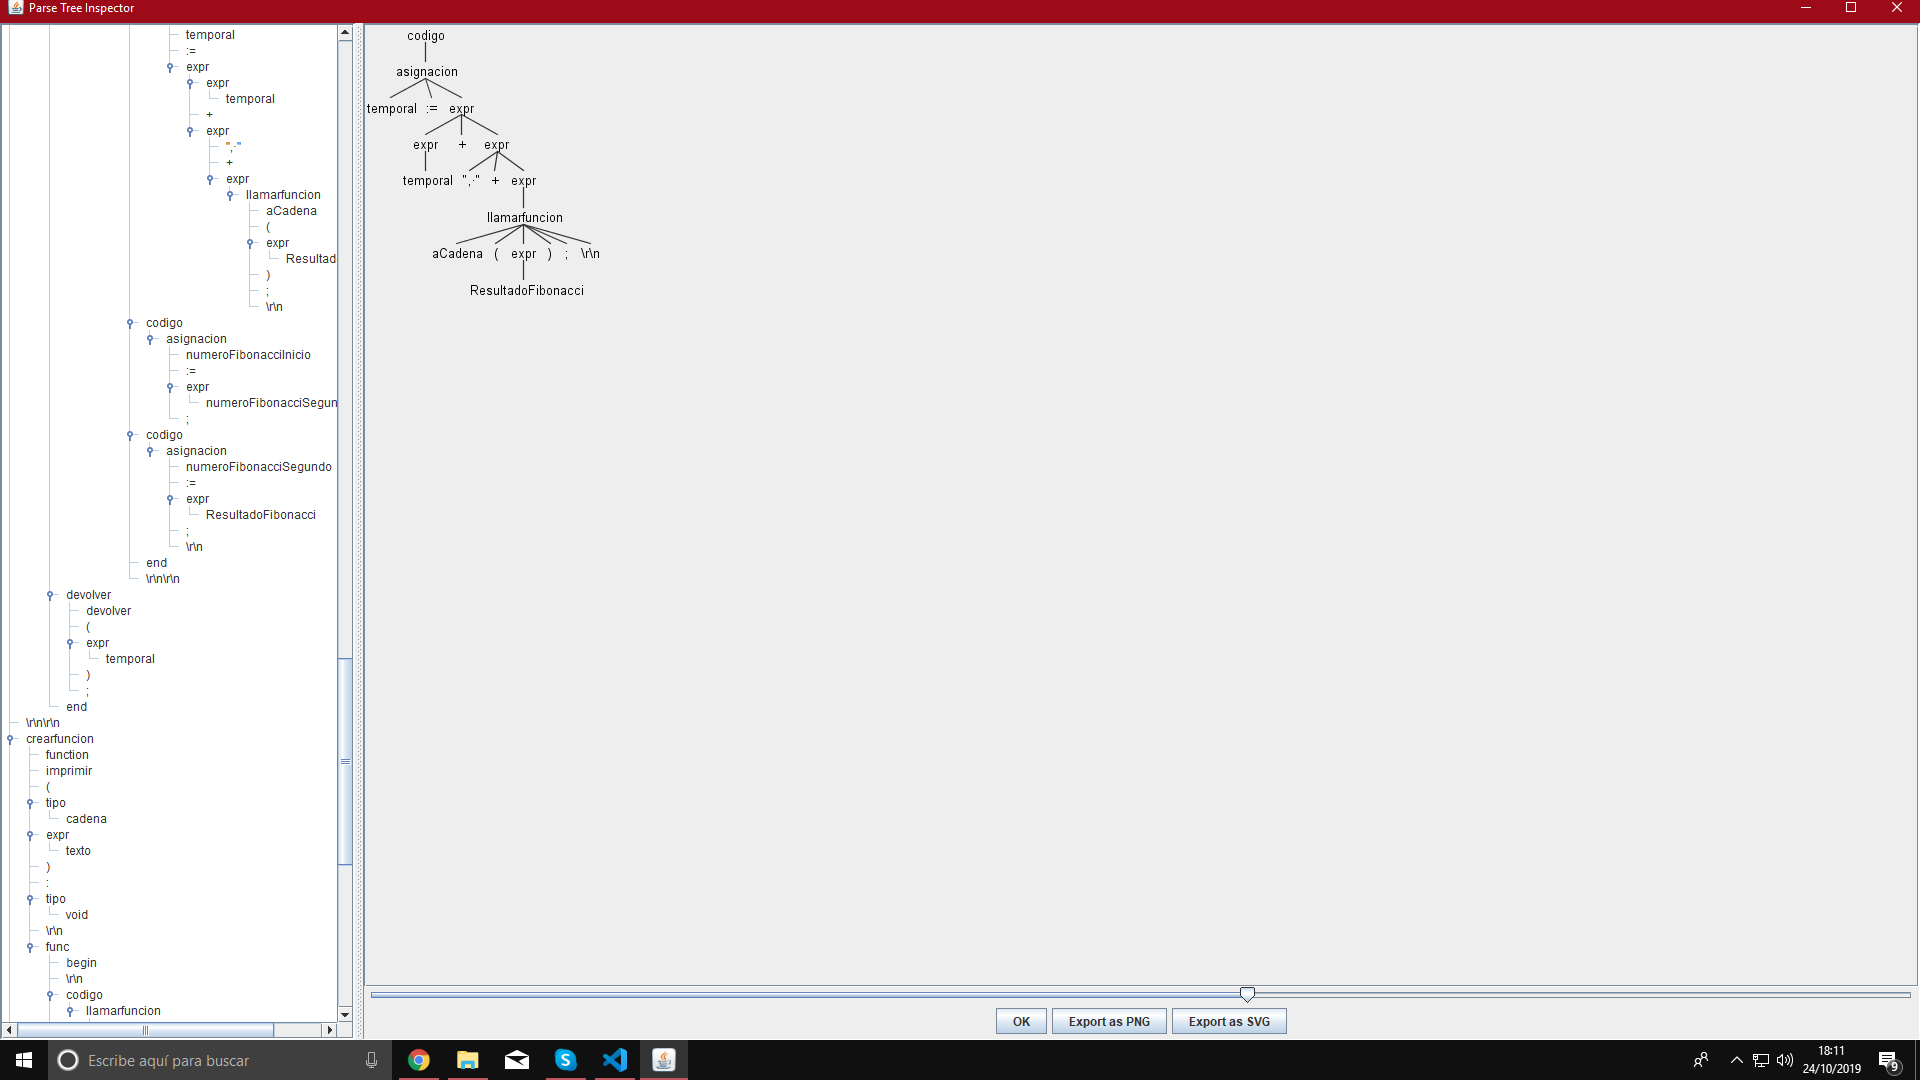 Parse Tree Inspector
temporal
:=
expr
expr
temporal
+
expr
",·"
+
expr
llamarfuncion
aCadena
(
expr
Resultad
)
;
\r\n
codigo
asignacion
numeroFibonacciInicio
:=
expr
numeroFibonacciSegun
;
codigo
asignacion
numeroFibonacciSegundo
:=
expr
ResultadoFibonacci
;
\r\n
end
\r\n\r\n
devolver
devolver
(
expr
temporal
)
;
end
\r\n\r\n
crearfuncion
function
imprimir
(
tipo
cadena
expr
texto
)
:
tipo
void
\r\n
func
begin
\r\n
codigo
llamarfuncion
codigo
asignacion
temporal := expr
expr + expr
temporal ",·" + expr
llamarfuncion
aCadena ( expr ) ; \r\n
ResultadoFibonacci
OK Export as PNG Export as SVG
Escribe aquí para buscar
18:11
24/10/2019
9